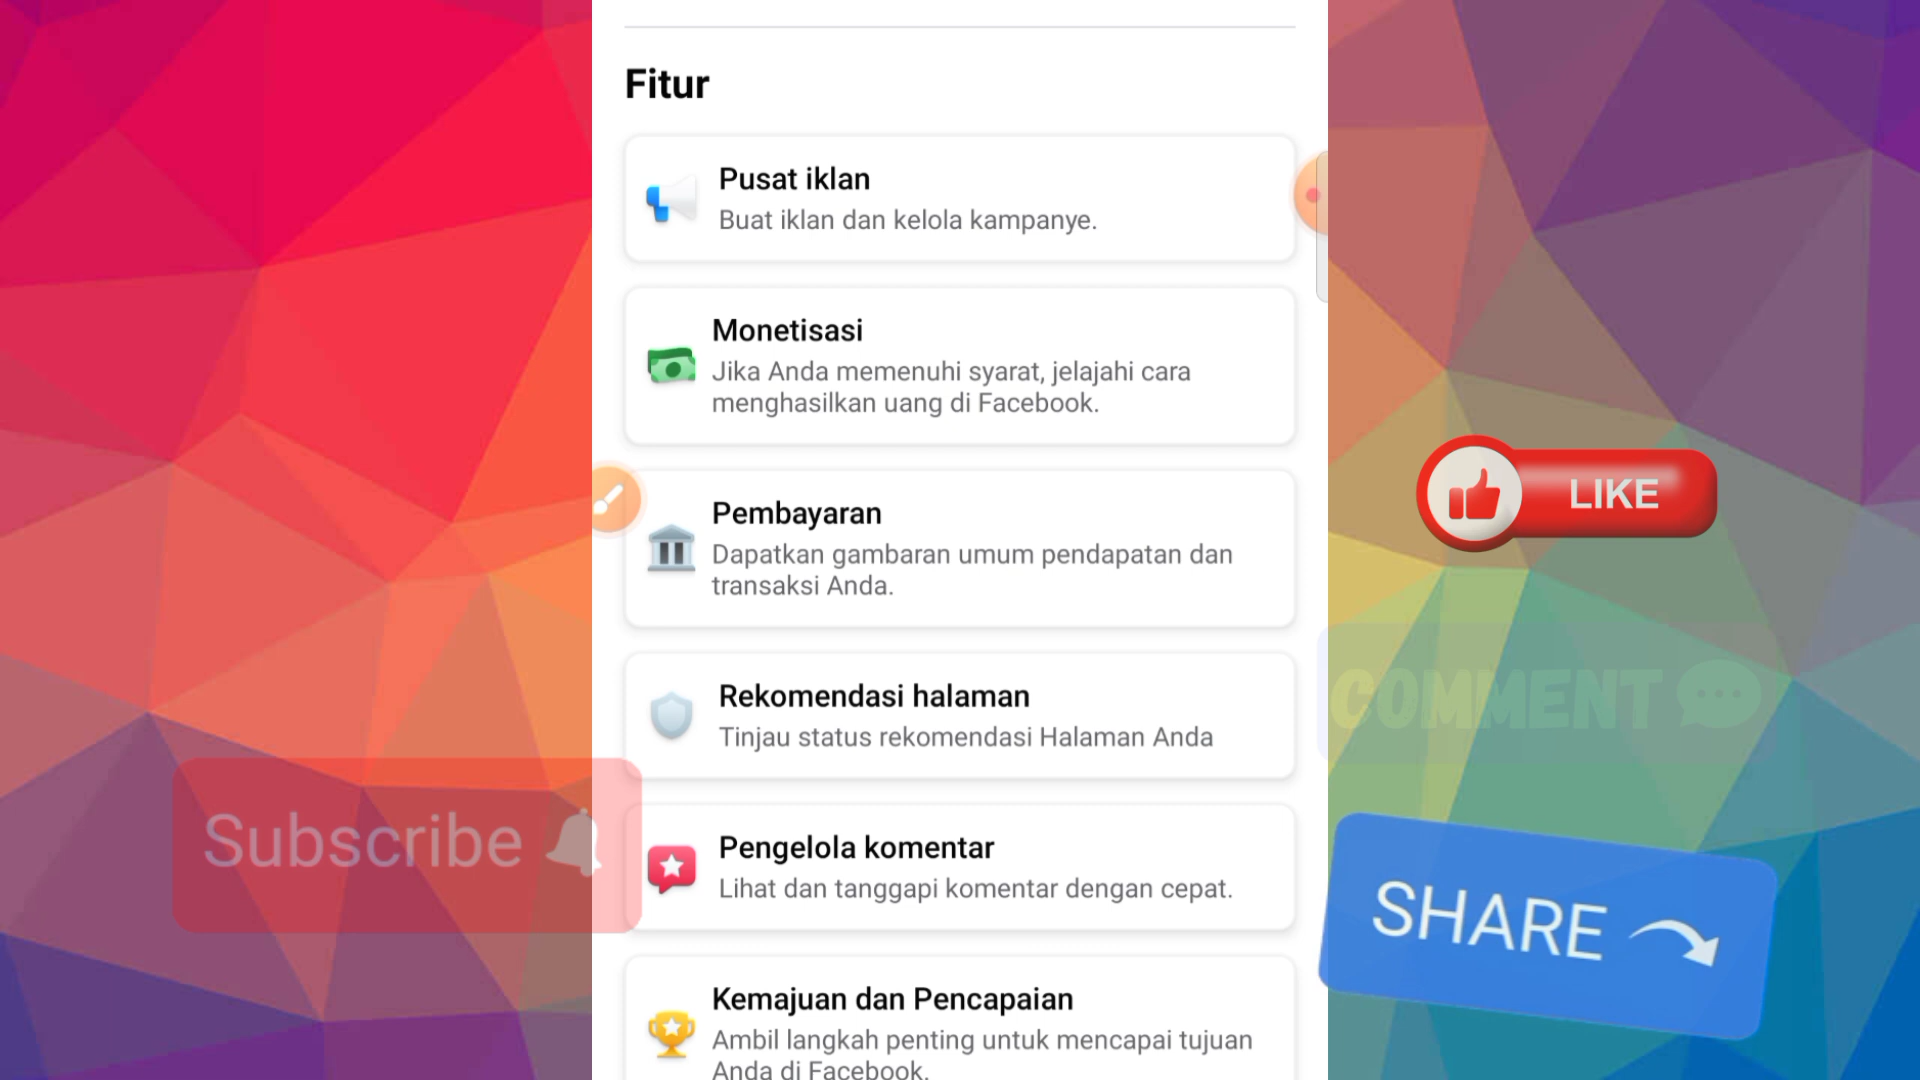 Fitur
Pusat iklan
Buat iklan dan kelola kampanye.
Monetisasi
Jika Anda memenuhi syarat, jelajahi cara
menghasilkan uang di Facebook.
Pembayaran
Dapatkan gambaran umum pendapatan dan
transaksi Anda.
Rekomendasi halaman
Tinjau status rekomendasi Halaman Anda
Pengelola komentar
Lihat dan tanggapi komentar dengan cepat.
Kemajuan dan Pencapaian
Ambil langkah penting untuk mencapai tujuan
Anda di Facebook.
Subscribe
LIKE
COMMENT
SHARE